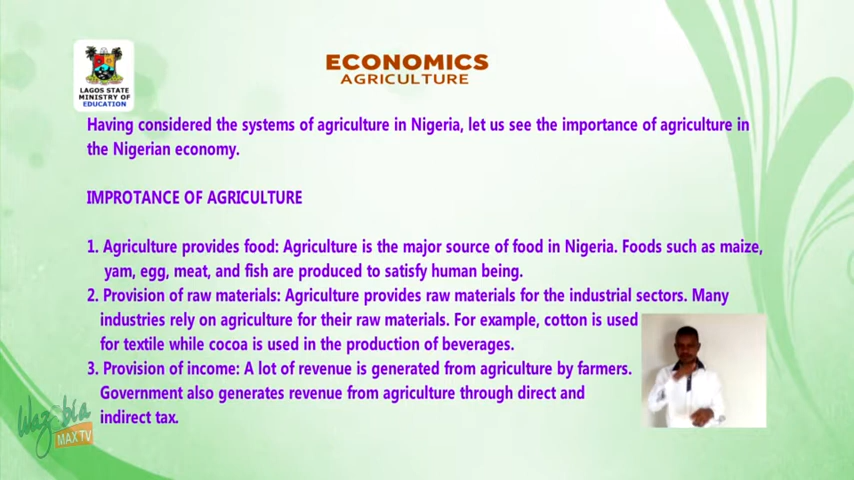 LAGOS STATE
MINISTRY OF
EDUCATION
ECONOMICS
AGRICULTURE
Having considered the systems of agriculture in Nigeria, let us see the importance of agriculture in
the Nigerian economy.
IMPROTANCE OF AGRICULTURE
1. Agriculture provides food: Agriculture is the major source of food in Nigeria. Foods such as maize,
yam, egg, meat, and fish are produced to satisfy human being.
2. Provision of raw materials: Agriculture provides raw materials for the industrial sectors. Many
industries rely on agriculture for their raw materials. For example, cotton is used
for textile while cocoa is used in the production of beverages.
3. Provision of income: A lot of revenue is generated from agriculture by farmers.
Government also generates revenue from agriculture through direct and
indirect tax.
Wazobia
MAX TV